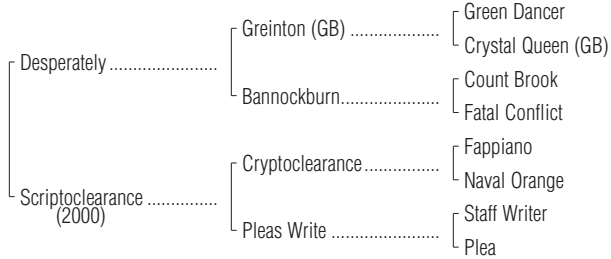 Green Dancer
Greinton (GB) ..................
Crystal Queen (GB)
Desperately ......................
Count Brook
Bannockburn....................
Fatal Conflict
Fappiano
Cryptoclearance...............
Naval Orange
Scriptoclearance ..............
(2000)
Staff Writer
Pleas Write ......................
Plea